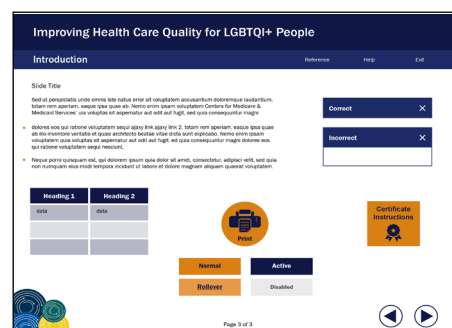 Improving Health Care Quality for LGBTQI+ People
Introduction
Reference Help Exit
Slide Title
Sed ut perspiciatis unde omnis iste natus error sit voluptatem accusantium doloremque laudantium,
totam rem aperiam, eaque ipsa quae ab. Nemo enim ipsam voluptatem Centers for Medicare &
Medicaid Services' via voluptas sit aspernatur aut odit aut fugit, sed quia consequuntur magni
dolores eos qui ratione voluptatem sequi ajasy link ajasy link 2, totam rem aperiam, eaque ipsa quae
ab illo inventore veritatis et quasi architecto beatae vitae dicta sunt explicabo. Nemo enim ipsam
voluptatem quia voluptas sit aspernatur aut odit aut fugit, sed quia consequuntur magni dolores eos
qui ratione voluptatem sequi nesciunt.
Neque porro quisquam est, qui dolorem ipsum quia dolor sit amet, consectetur, adipisci velit, sed quia
non numquam eius modi tempora incidunt ut labore et dolore magnam aliquam quaerat voluptatem.
Correct
Incorrect
Heading 1 Heading 2
data data
Print
Certificate
Instructions
Normal Active
Rollover Disabled
Page 3 of 3